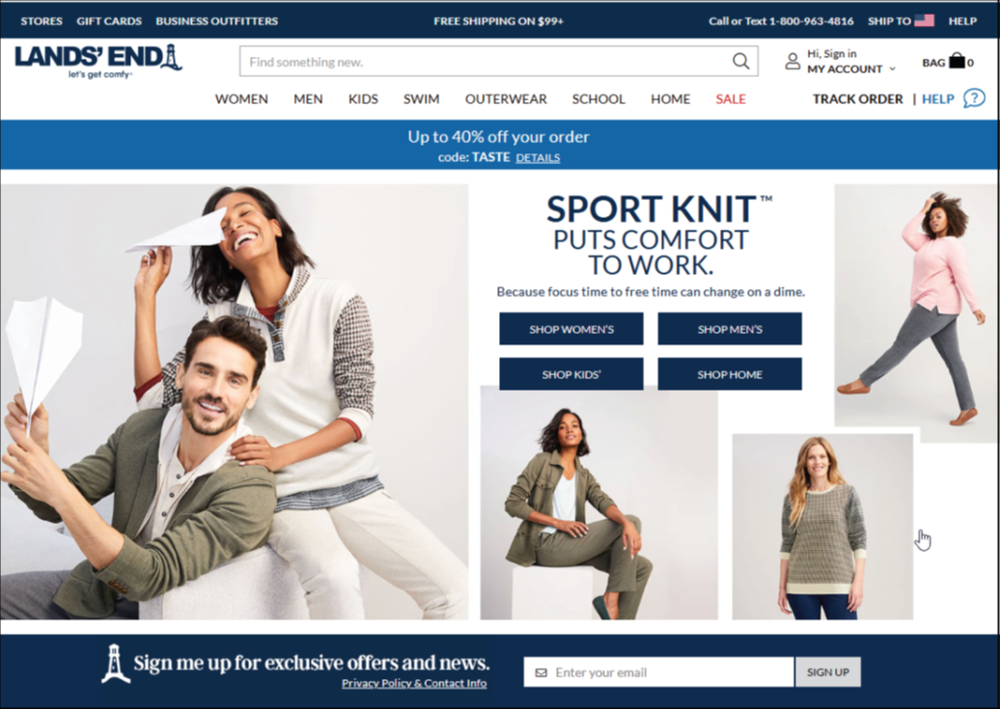 STORES GIFT CARDS BUSINESS OUTFITTERS FREE SHIPPING ON $99+ Call or Text 1-800-963-4816 SHIP TO HELP
LANDS' END
let's get comfy™
Find something new.
Hi, Sign in
MY ACCOUNT
BAG 0
WOMEN MEN KIDS SWIM OUTERWEAR SCHOOL HOME SALE TRACK ORDER | HELP ?
Up to 40% off your order
code: TASTE DETAILS
SPORT KNIT™
PUTS COMFORT
TO WORK.
Because focus time to free time can change on a dime.
SHOP WOMEN'S SHOP MEN'S
SHOP KIDS' SHOP HOME
Sign me up for exclusive offers and news.
Privacy Policy & Contact Info
Enter your email SIGN UP